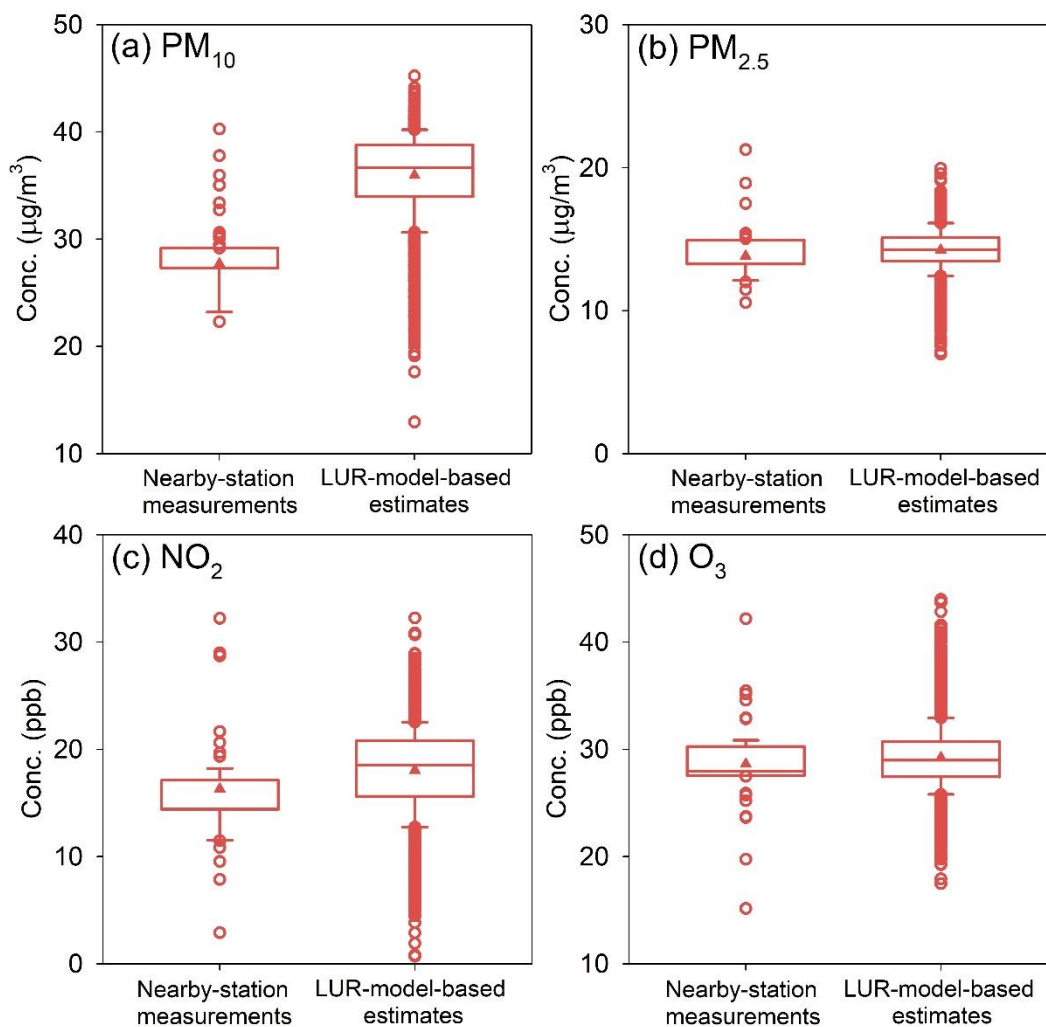 (a) PM₁₀
Conc. (µg/m³)
50
40
30
20
10
Nearby-station
measurements
LUR-model-based
estimates
(b) PM₂.₅
Conc. (µg/m³)
30
20
10
0
Nearby-station
measurements
LUR-model-based
estimates
(c) NO₂
Conc. (ppb)
40
30
20
10
0
Nearby-station
measurements
LUR-model-based
estimates
(d) O₃
Conc. (ppb)
50
40
30
20
10
Nearby-station
measurements
LUR-model-based
estimates